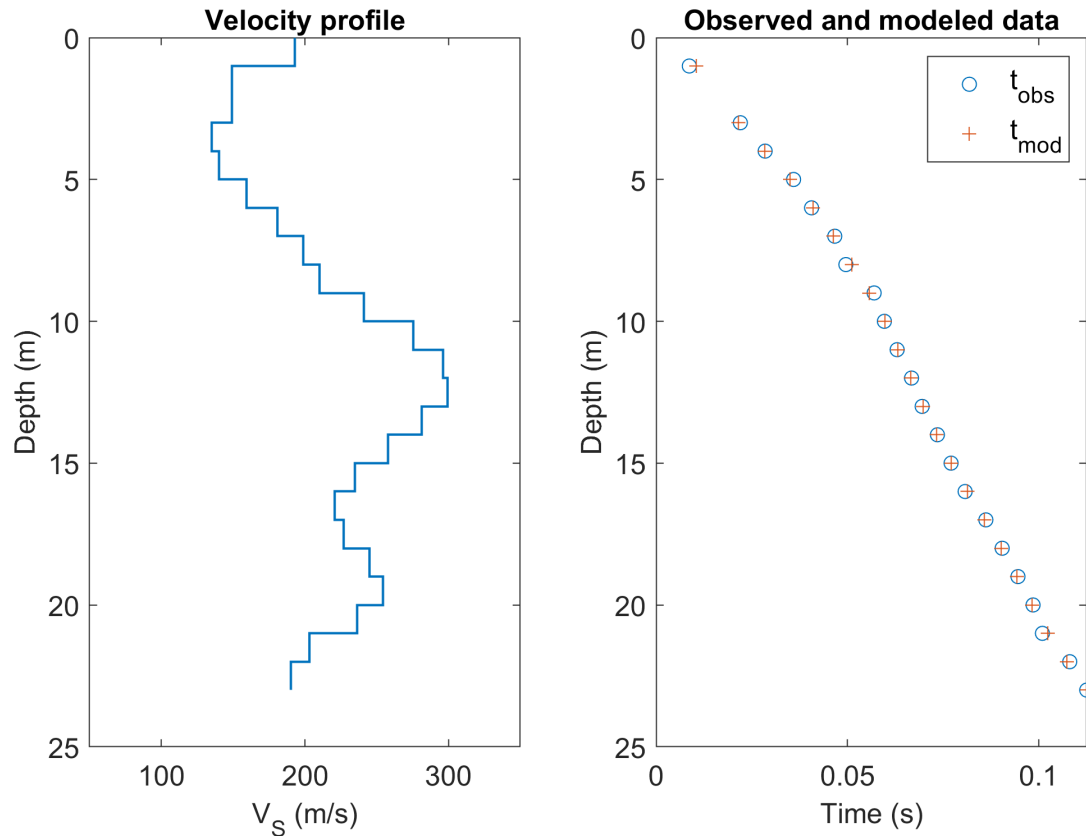 Velocity profile
0
5
10
15
20
25
Depth (m)
100
200
300
V_S (m/s)
Observed and modeled data
t_obs
t_mod
0
5
10
15
20
25
Depth (m)
0
0.05
0.1
Time (s)